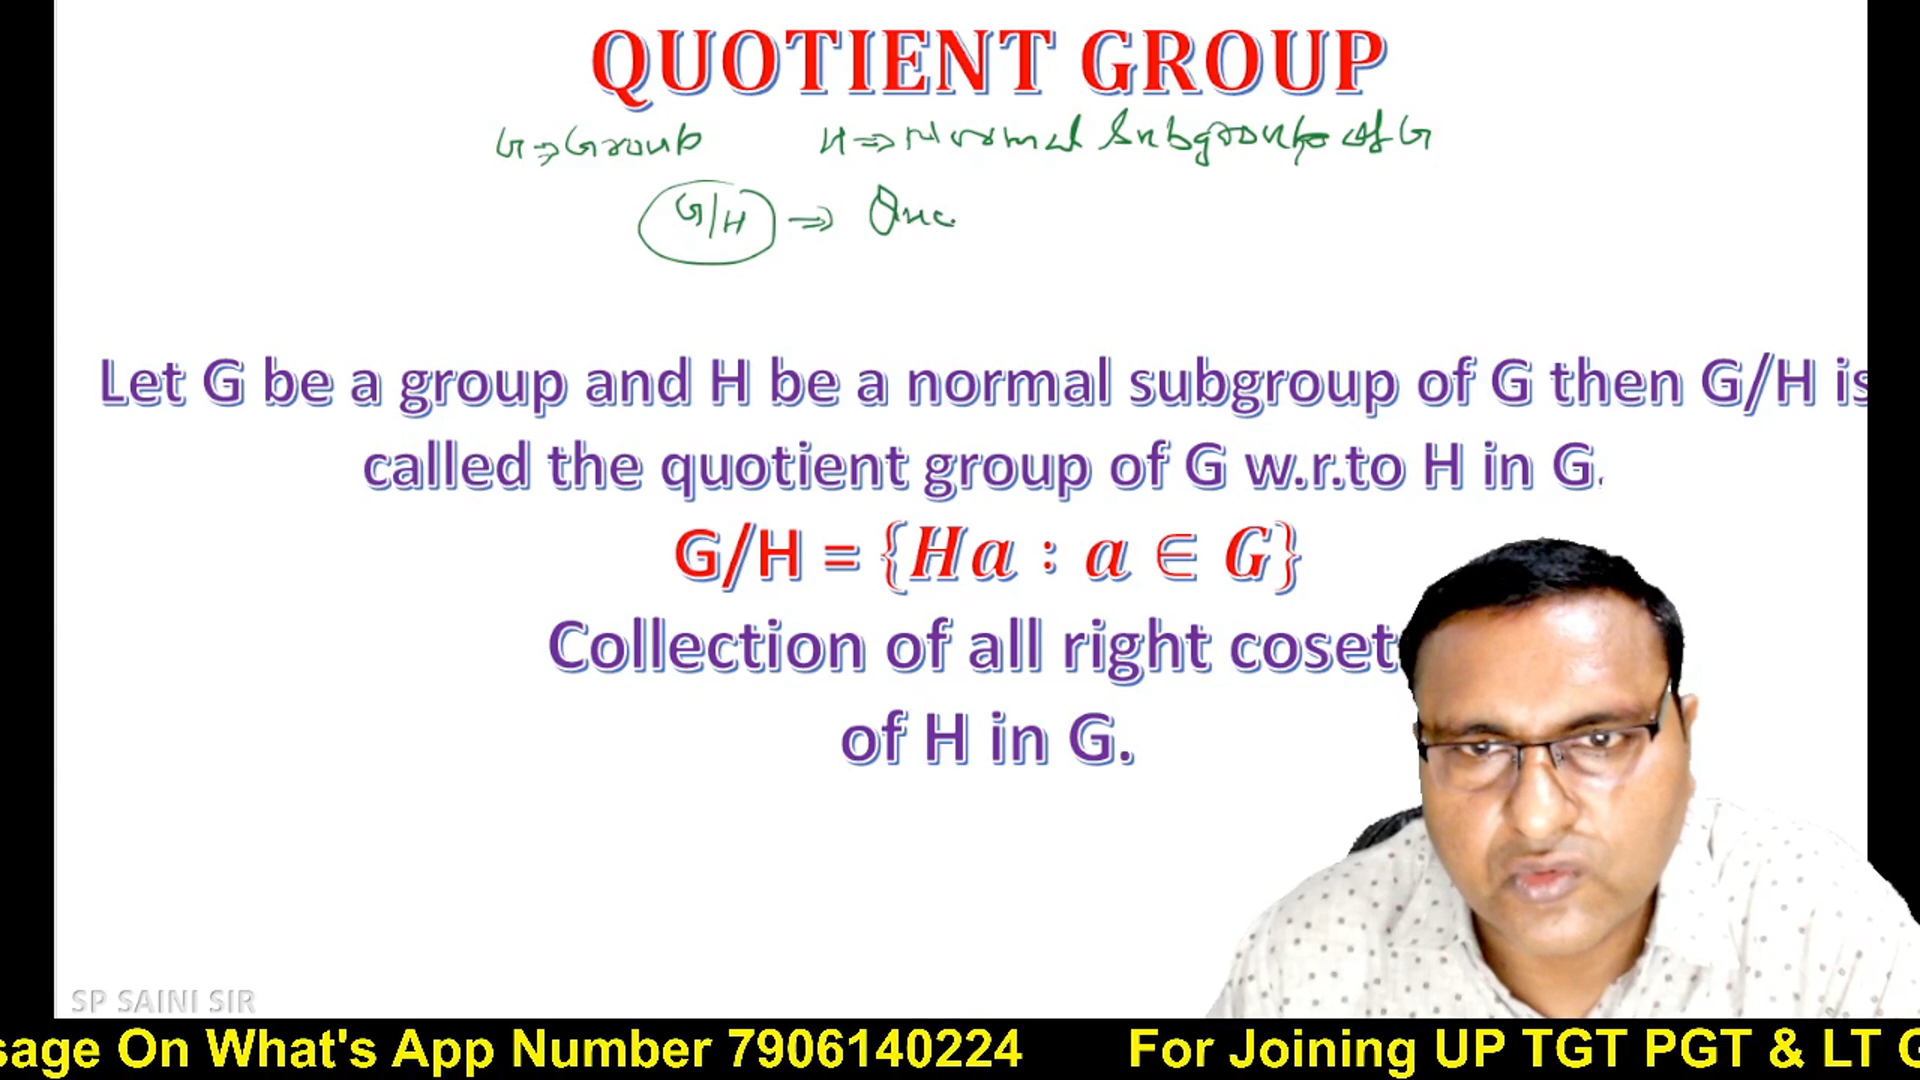 QUOTIENT GROUP
G ⇒ Group H ⇒ Normal Subgroup of G
G/H ⇒ Quo
Let G be a group and H be a normal subgroup of G then G/H is
called the quotient group of G w.r.to H in G.
G/H = {Ha : a ∈ G}
Collection of all right coset
of H in G.
SP SAINI SIR
sage On What's App Number 7906140224 For Joining UP TGT PGT & LT G